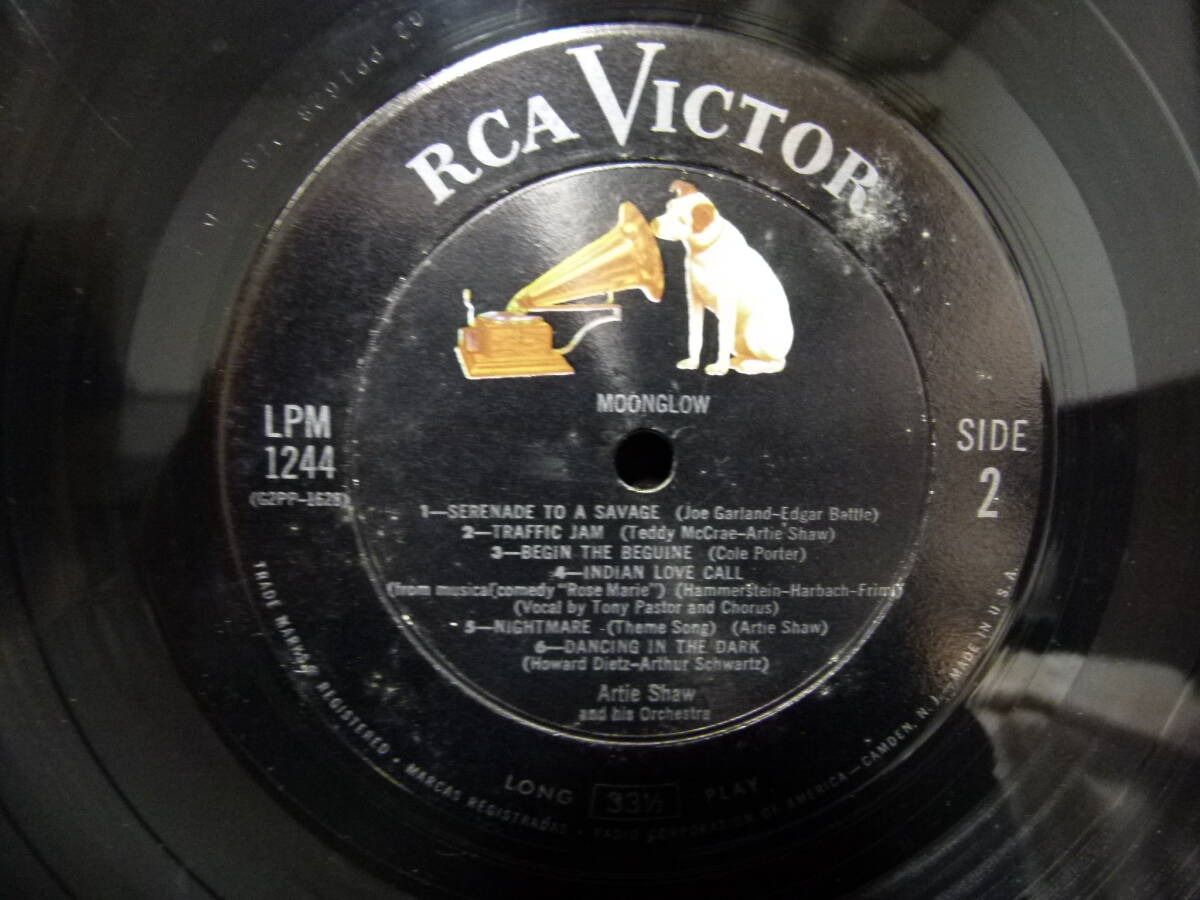 RCA VICTOR
MOONGLOW
LPM
1244
(G2PP-1629)
SIDE
2
1—SERENADE TO A SAVAGE (Joe Garland-Edgar Battle)
2—TRAFFIC JAM (Teddy McCrae-Artie Shaw)
3—BEGIN THE BEGUINE (Cole Porter)
4—INDIAN LOVE CALL
(from musical comedy "Rose Marie") (Hammerstein-Harbach-Friml)
(Vocal by Tony Pastor and Chorus)
5—NIGHTMARE (Theme Song) (Artie Shaw)
6—DANCING IN THE DARK
(Howard Dietz-Arthur Schwartz)
Artie Shaw
and his Orchestra
LONG 33⅓ PLAY
TRADE MARKS REGISTERED • MARCAS REGISTRADAS • RADIO CORPORATION OF AMERICA—CAMDEN, N. J., MADE IN U.S.A.